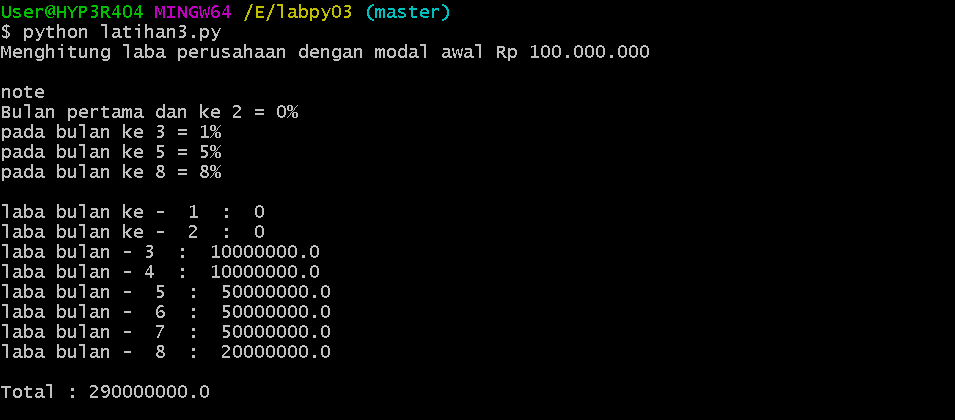 User@HYP3R404 MINGW64 /E/labpy03 (master)
$ python latihan3.py
Menghitung laba perusahaan dengan modal awal Rp 100.000.000
note
Bulan pertama dan ke 2 = 0%
pada bulan ke 3 = 1%
pada bulan ke 5 = 5%
pada bulan ke 8 = 8%
laba bulan ke -  1  :  0
laba bulan ke -  2  :  0
laba bulan - 3  :  10000000.0
laba bulan - 4  :  10000000.0
laba bulan -  5  :  50000000.0
laba bulan -  6  :  50000000.0
laba bulan -  7  :  50000000.0
laba bulan -  8  :  20000000.0
Total : 290000000.0